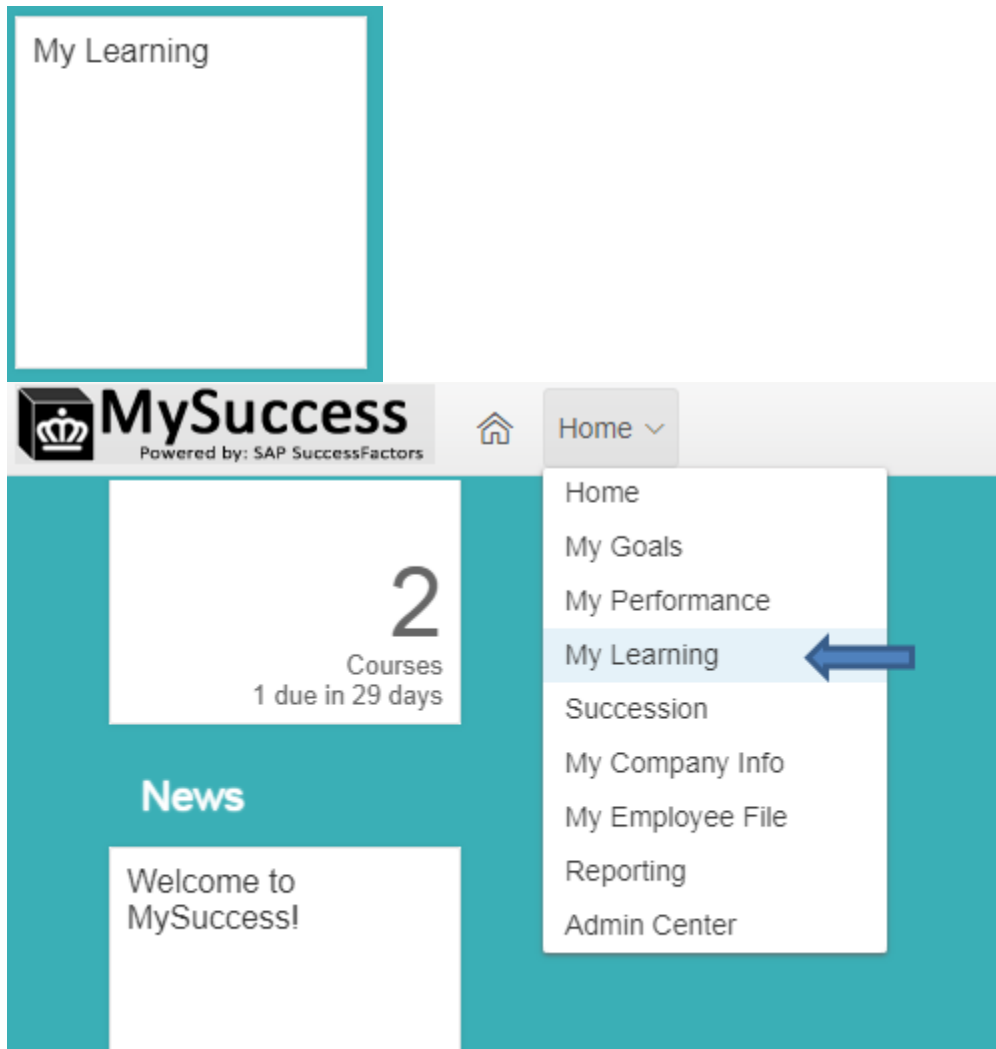 My Learning
MySuccess
Powered by: SAP SuccessFactors
Home
Home
My Goals
My Performance
My Learning
Succession
My Company Info
My Employee File
Reporting
Admin Center
2
Courses
1 due in 29 days
News
Welcome to
MySuccess!